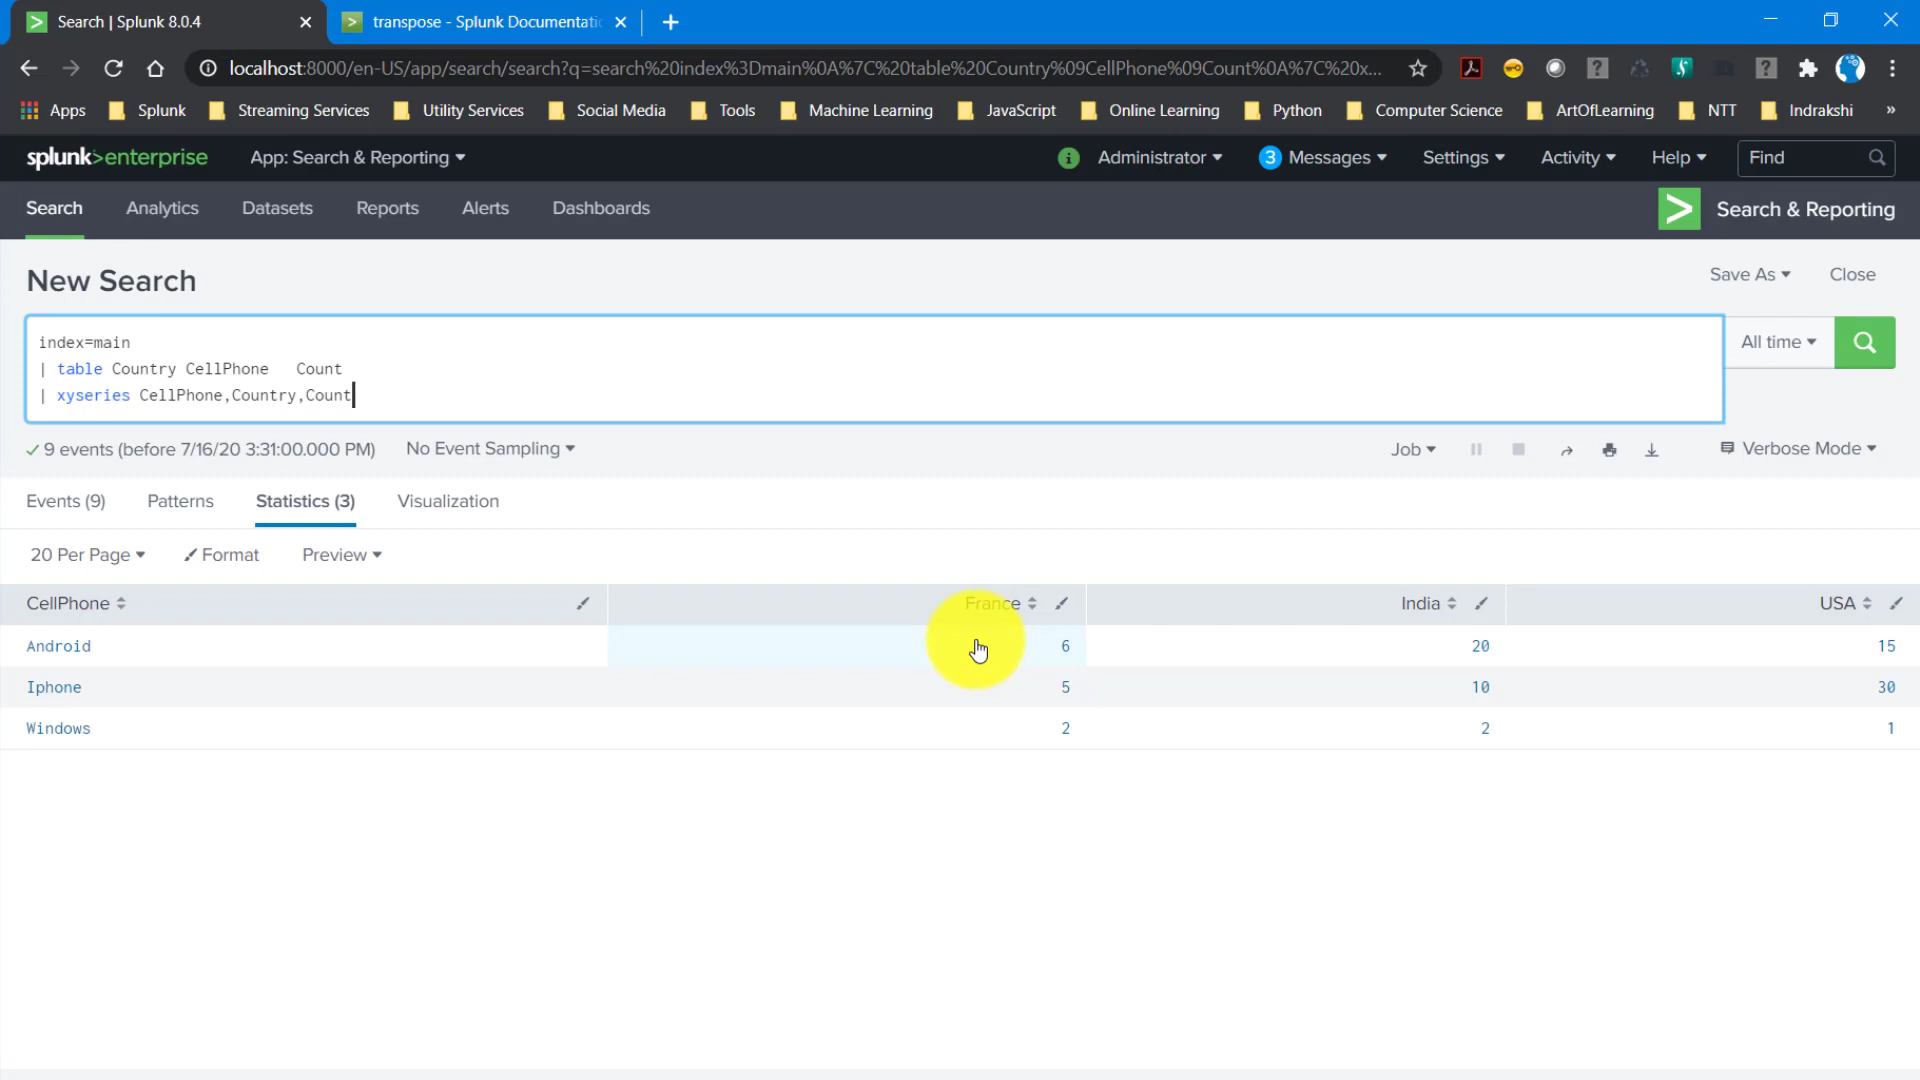 Search | Splunk 8.0.4
transpose - Splunk Documentatic
localhost:8000/en-US/app/search/search?q=search%20index%3Dmain%0A%7C%20table%20Country%09CellPhone%09Count%0A%7C%20x...
Apps Splunk Streaming Services Utility Services Social Media Tools Machine Learning JavaScript Online Learning Python Computer Science ArtOfLearning NTT Indrakshi »
splunk>enterprise App: Search & Reporting i Administrator 3 Messages Settings Activity Help Find
Search Analytics Datasets Reports Alerts Dashboards > Search & Reporting
New Search Save As Close
index=main
| table Country CellPhone Count
| xyseries CellPhone,Country,Count
All time
9 events (before 7/16/20 3:31:00.000 PM) No Event Sampling Job Verbose Mode
Events (9) Patterns Statistics (3) Visualization
20 Per Page Format Preview
CellPhone France India USA
Android 6 20 15
Iphone 5 10 30
Windows 2 2 1